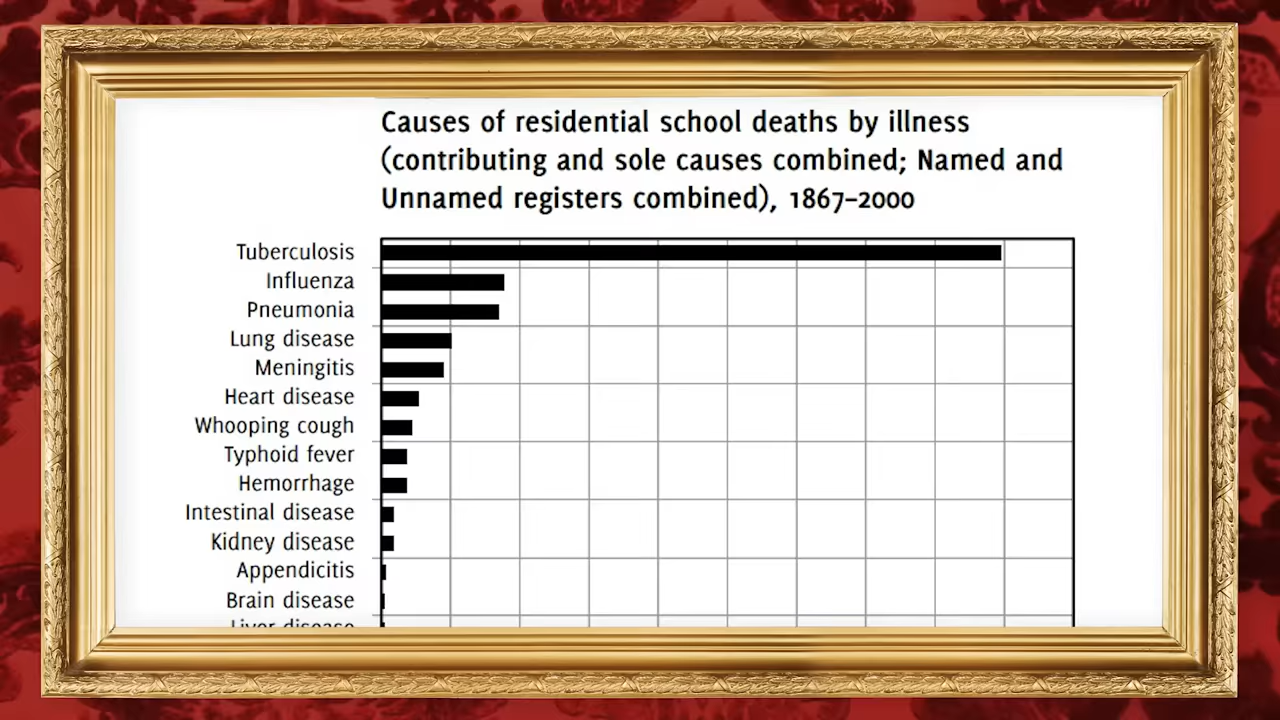 Causes of residential school deaths by illness
(contributing and sole causes combined; Named and
Unnamed registers combined), 1867–2000
Tuberculosis
Influenza
Pneumonia
Lung disease
Meningitis
Heart disease
Whooping cough
Typhoid fever
Hemorrhage
Intestinal disease
Kidney disease
Appendicitis
Brain disease
Liver disease